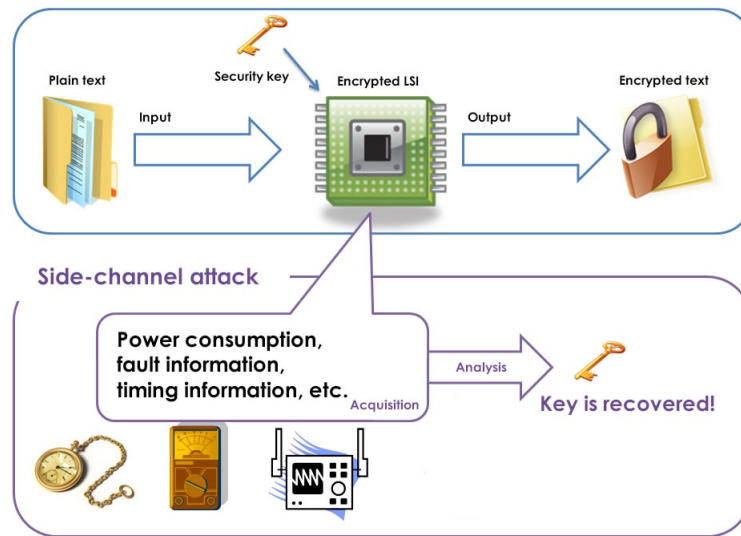 Security key
Plain text
Encrypted LSI
Encrypted text
Input
Output
Side-channel attack
Power consumption,
fault information,
timing information, etc.
Acquisition
Analysis
Key is recovered!